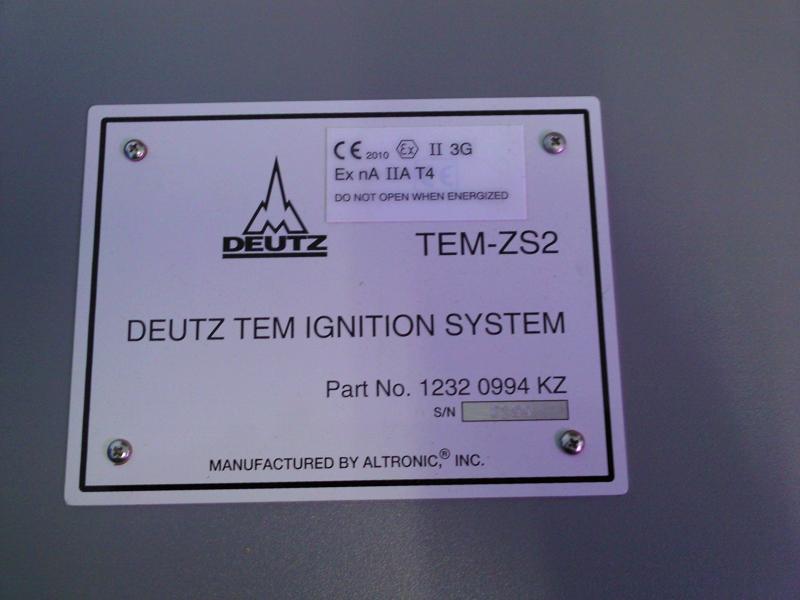 CE 2010 Ex II 3G
Ex nA IIA T4
DO NOT OPEN WHEN ENERGIZED
DEUTZ
TEM-ZS2
DEUTZ TEM IGNITION SYSTEM
Part No. 1232 0994 KZ
S/N
MANUFACTURED BY ALTRONIC,® INC.